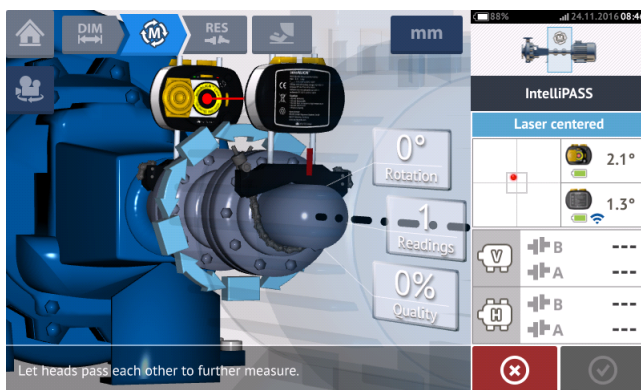 DIM
M
RES
mm
88%
24.11.2016 08:46
IntelliPASS
Laser centered
2.1°
1.3°
0°
Rotation
1
Readings
0%
Quality
V
B ---
A ---
H
B ---
A ---
Let heads pass each other to further measure.